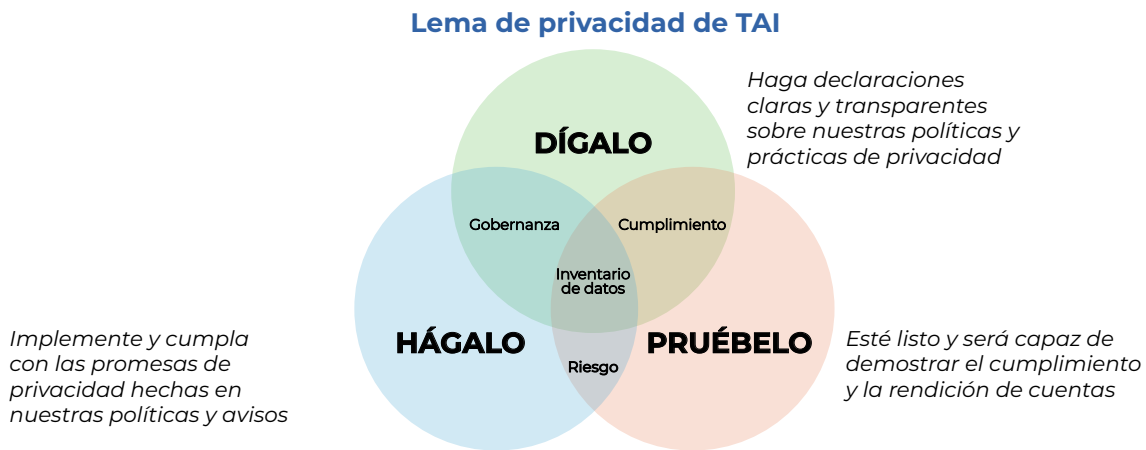 Lema de privacidad de TAI
Haga declaraciones
claras y transparentes
sobre nuestras políticas y
prácticas de privacidad
DÍGALO
Gobernanza
Cumplimiento
Inventario
de datos
HÁGALO
PRUÉBELO
Riesgo
Implemente y cumpla
con las promesas de
privacidad hechas en
nuestras políticas y avisos
Esté listo y será capaz de
demostrar el cumplimiento
y la rendición de cuentas